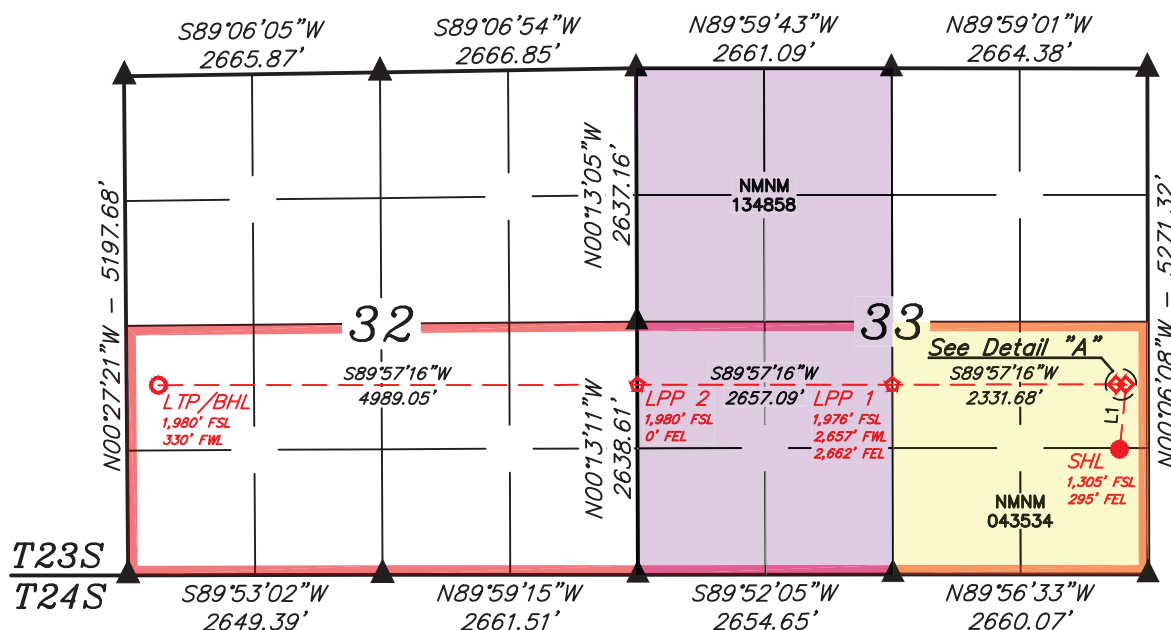 S89°06'05"W
2665.87'
S89°06'54"W
2666.85'
N89°59'43"W
2661.09'
N89°59'01"W
2664.38'
N00°27'21"W - 5197.68'
N00°13'05"W
2637.16'
NMNM
134858
N00°06'08"W - 5271.32'
32
33
See Detail "A"
S89°57'16"W
4989.05'
S89°57'16"W
2657.09'
S89°57'16"W
2331.68'
LTP/BHL
1,980' FSL
330' FWL
N00°13'11"W
2638.61'
LPP 2
1,980' FSL
0' FEL
LPP 1
1,976' FSL
2,657' FWL
2,662' FEL
L1
SHL
1,305' FSL
295' FEL
NMNM
043534
T23S
T24S
S89°53'02"W
2649.39'
N89°59'15"W
2661.51'
S89°52'05"W
2654.65'
N89°56'33"W
2660.07'